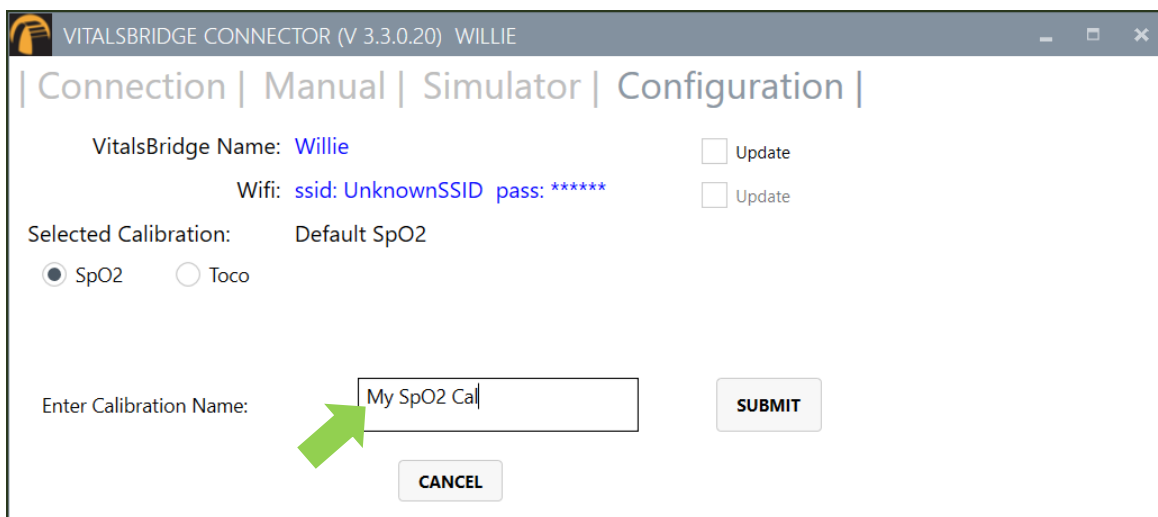 VITALSBRIDGE CONNECTOR (V 3.3.0.20) WILLIE
| Connection | Manual | Simulator | Configuration |
VitalsBridge Name: Willie Update
Wifi: ssid: UnknownSSID pass: ****** Update
Selected Calibration: Default SpO2
SpO2 Toco
Enter Calibration Name: My SpO2 Cal SUBMIT
CANCEL